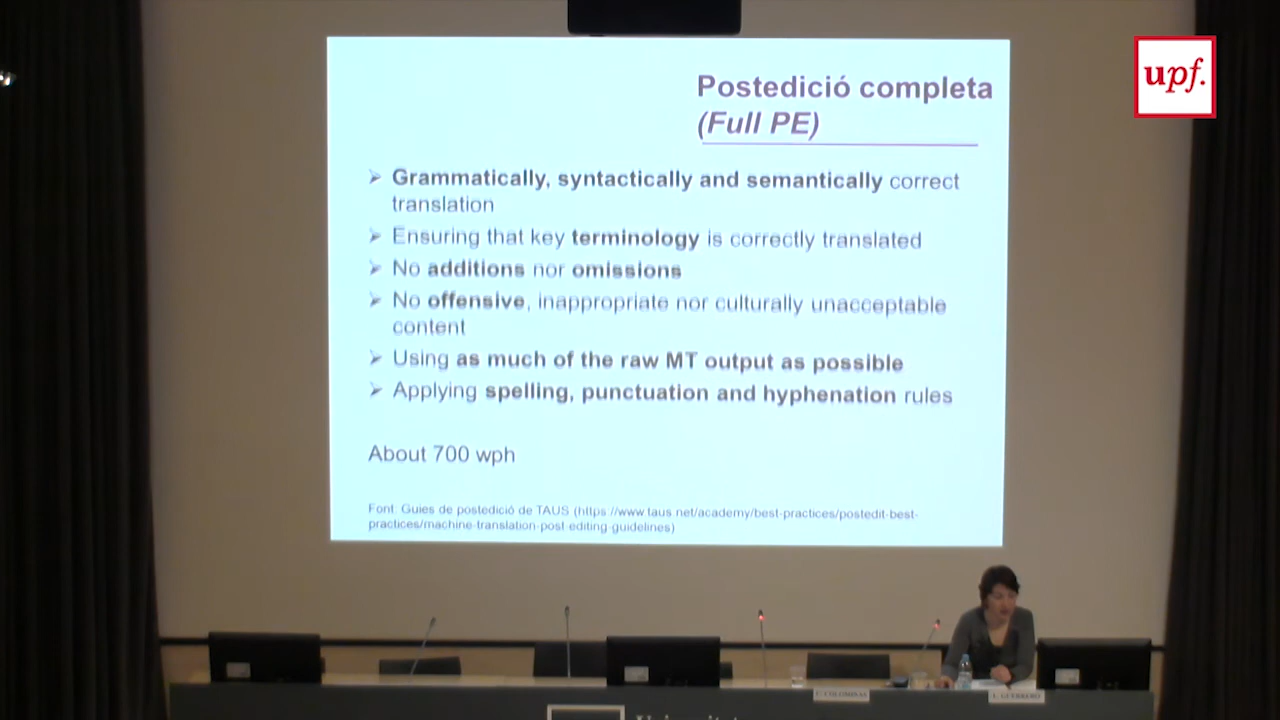 Postedició completa
(Full PE)
upf.
➢ Grammatically, syntactically and semantically correct
translation
➢ Ensuring that key terminology is correctly translated
➢ No additions nor omissions
➢ No offensive, inappropriate nor culturally unacceptable
content
➢ Using as much of the raw MT output as possible
➢ Applying spelling, punctuation and hyphenation rules
About 700 wph
Font: Guies de postedició de TAUS (https://www.taus.net/academy/best-practices/postedit-best-
practices/machine-translation-post-editing-guidelines)
C. COLOMINAS
L. GUERRERO
Universitat